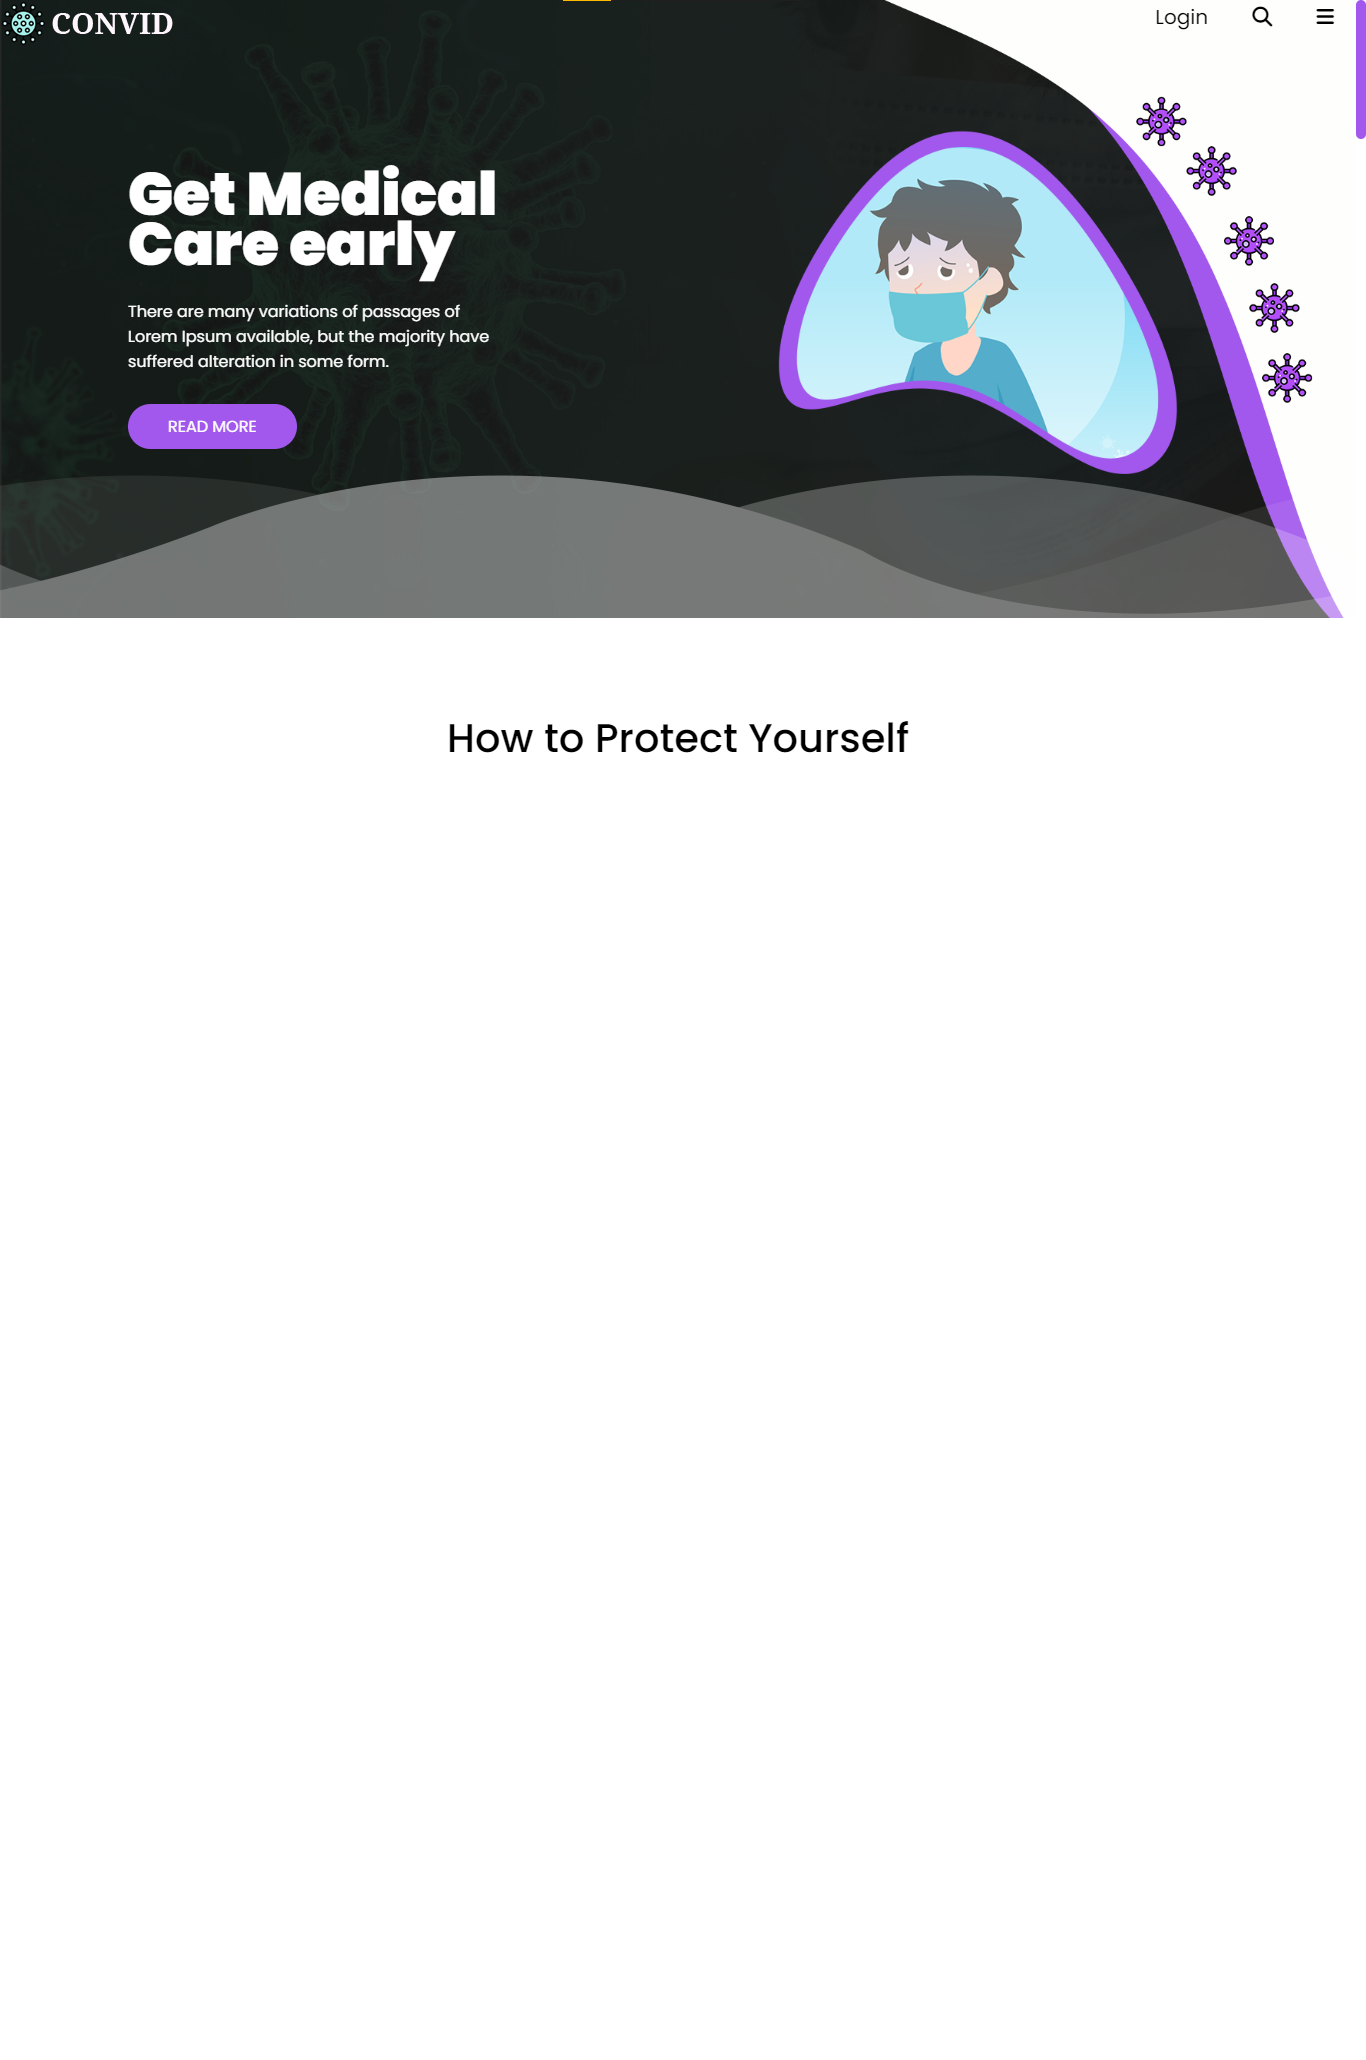 CONVID
Login
Get Medical
Care early
There are many variations of passages of
Lorem Ipsum available, but the majority have
suffered alteration in some form.
READ MORE
How to Protect Yourself